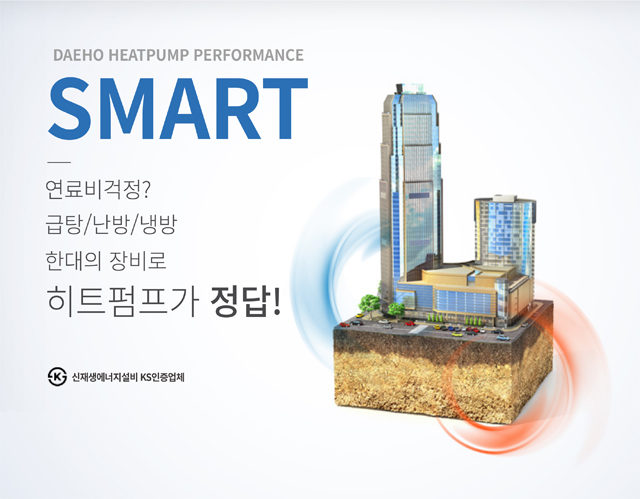 DAEHO HEATPUMP PERFORMANCE
SMART
연료비걱정?
급탕/난방/냉방
한대의 장비로
히트펌프가 정답!
K 신재생에너지설비 KS인증업체